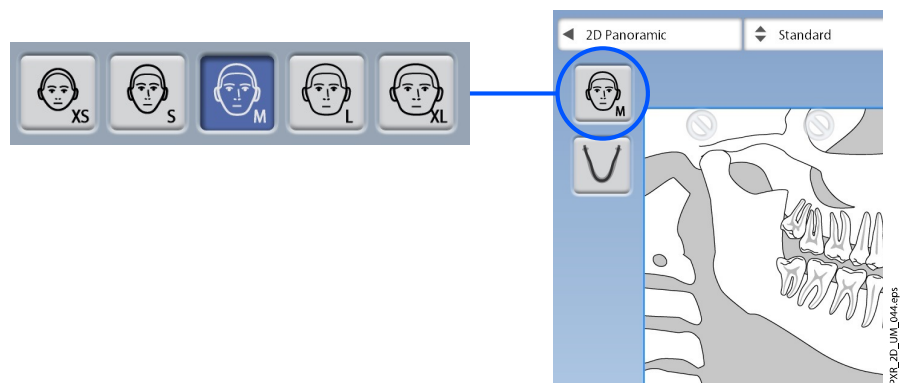 XS S M L XL
2D Panoramic Standard
M
PXR_2D_UM_044.eps